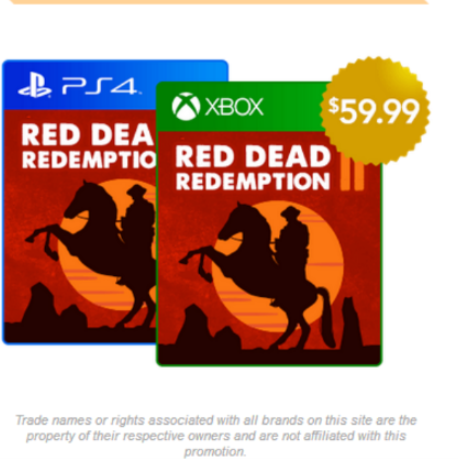 PS4
XBOX
$59.99
RED DEA
REDEMPTIO
RED DEAD
REDEMPTION II
Trade names or rights associated with all brands on this site are the
property of their respective owners and are not affiliated with this
promotion.